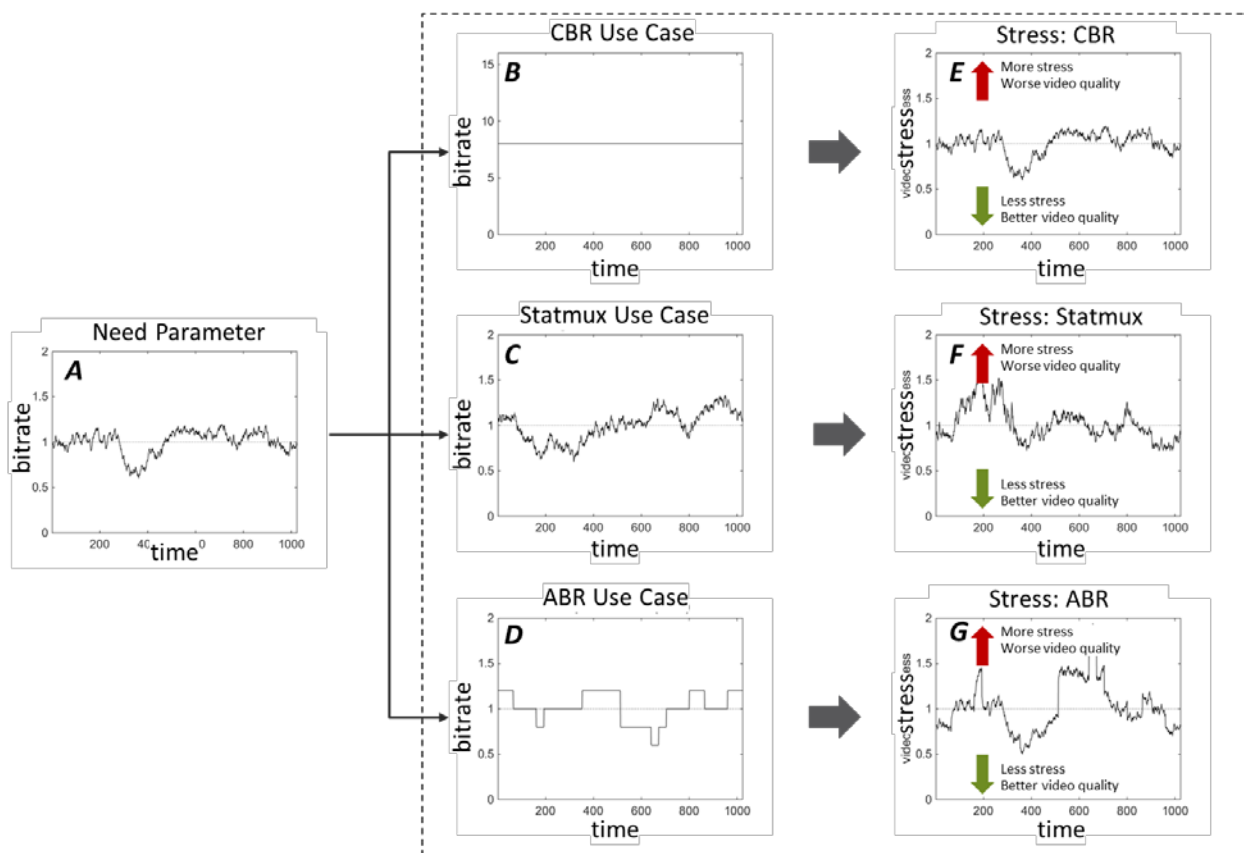 CBR Use Case
B
bitrate
15
10
5
0
200 400 600 800 1000
time
Stress: CBR
E
More stress
Worse video quality
videcstressess
2
1.5
1
0.5
0
Less stress
Better video quality
200 400 600 800 1000
time
Need Parameter
A
bitrate
2
1.5
1
0.5
0
200 40 0 800 1000
time
Statmux Use Case
C
bitrate
2
1.5
1
0.5
0
200 400 600 800 1000
time
Stress: Statmux
F
More stress
Worse video quality
videcstressess
2
1.5
1
0.5
0
Less stress
Better video quality
200 400 600 800 1000
time
ABR Use Case
D
bitrate
2
1.5
1
0.5
0
200 400 600 800 1000
time
Stress: ABR
G
More stress
Worse video quality
videcstressess
2
1.5
1
0.5
0
Less stress
Better video quality
200 400 600 800 1000
time